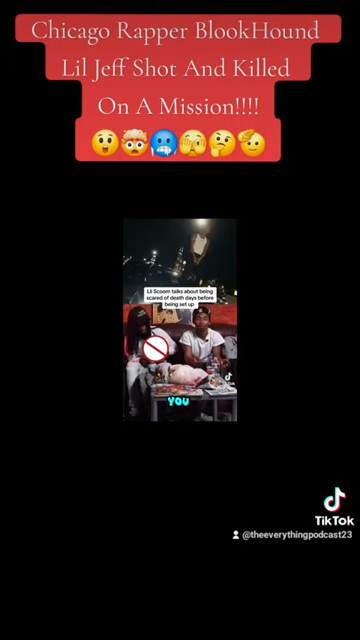 Chicago Rapper BlookHound
Lil Jeff Shot And Killed
On A Mission!!!!
😲🤯🥶🫣🤔🫡
Lil Scoom talks about being
scared of death days before
being set up
YOU
TikTok
TikTok
@theeverythingpodcast23